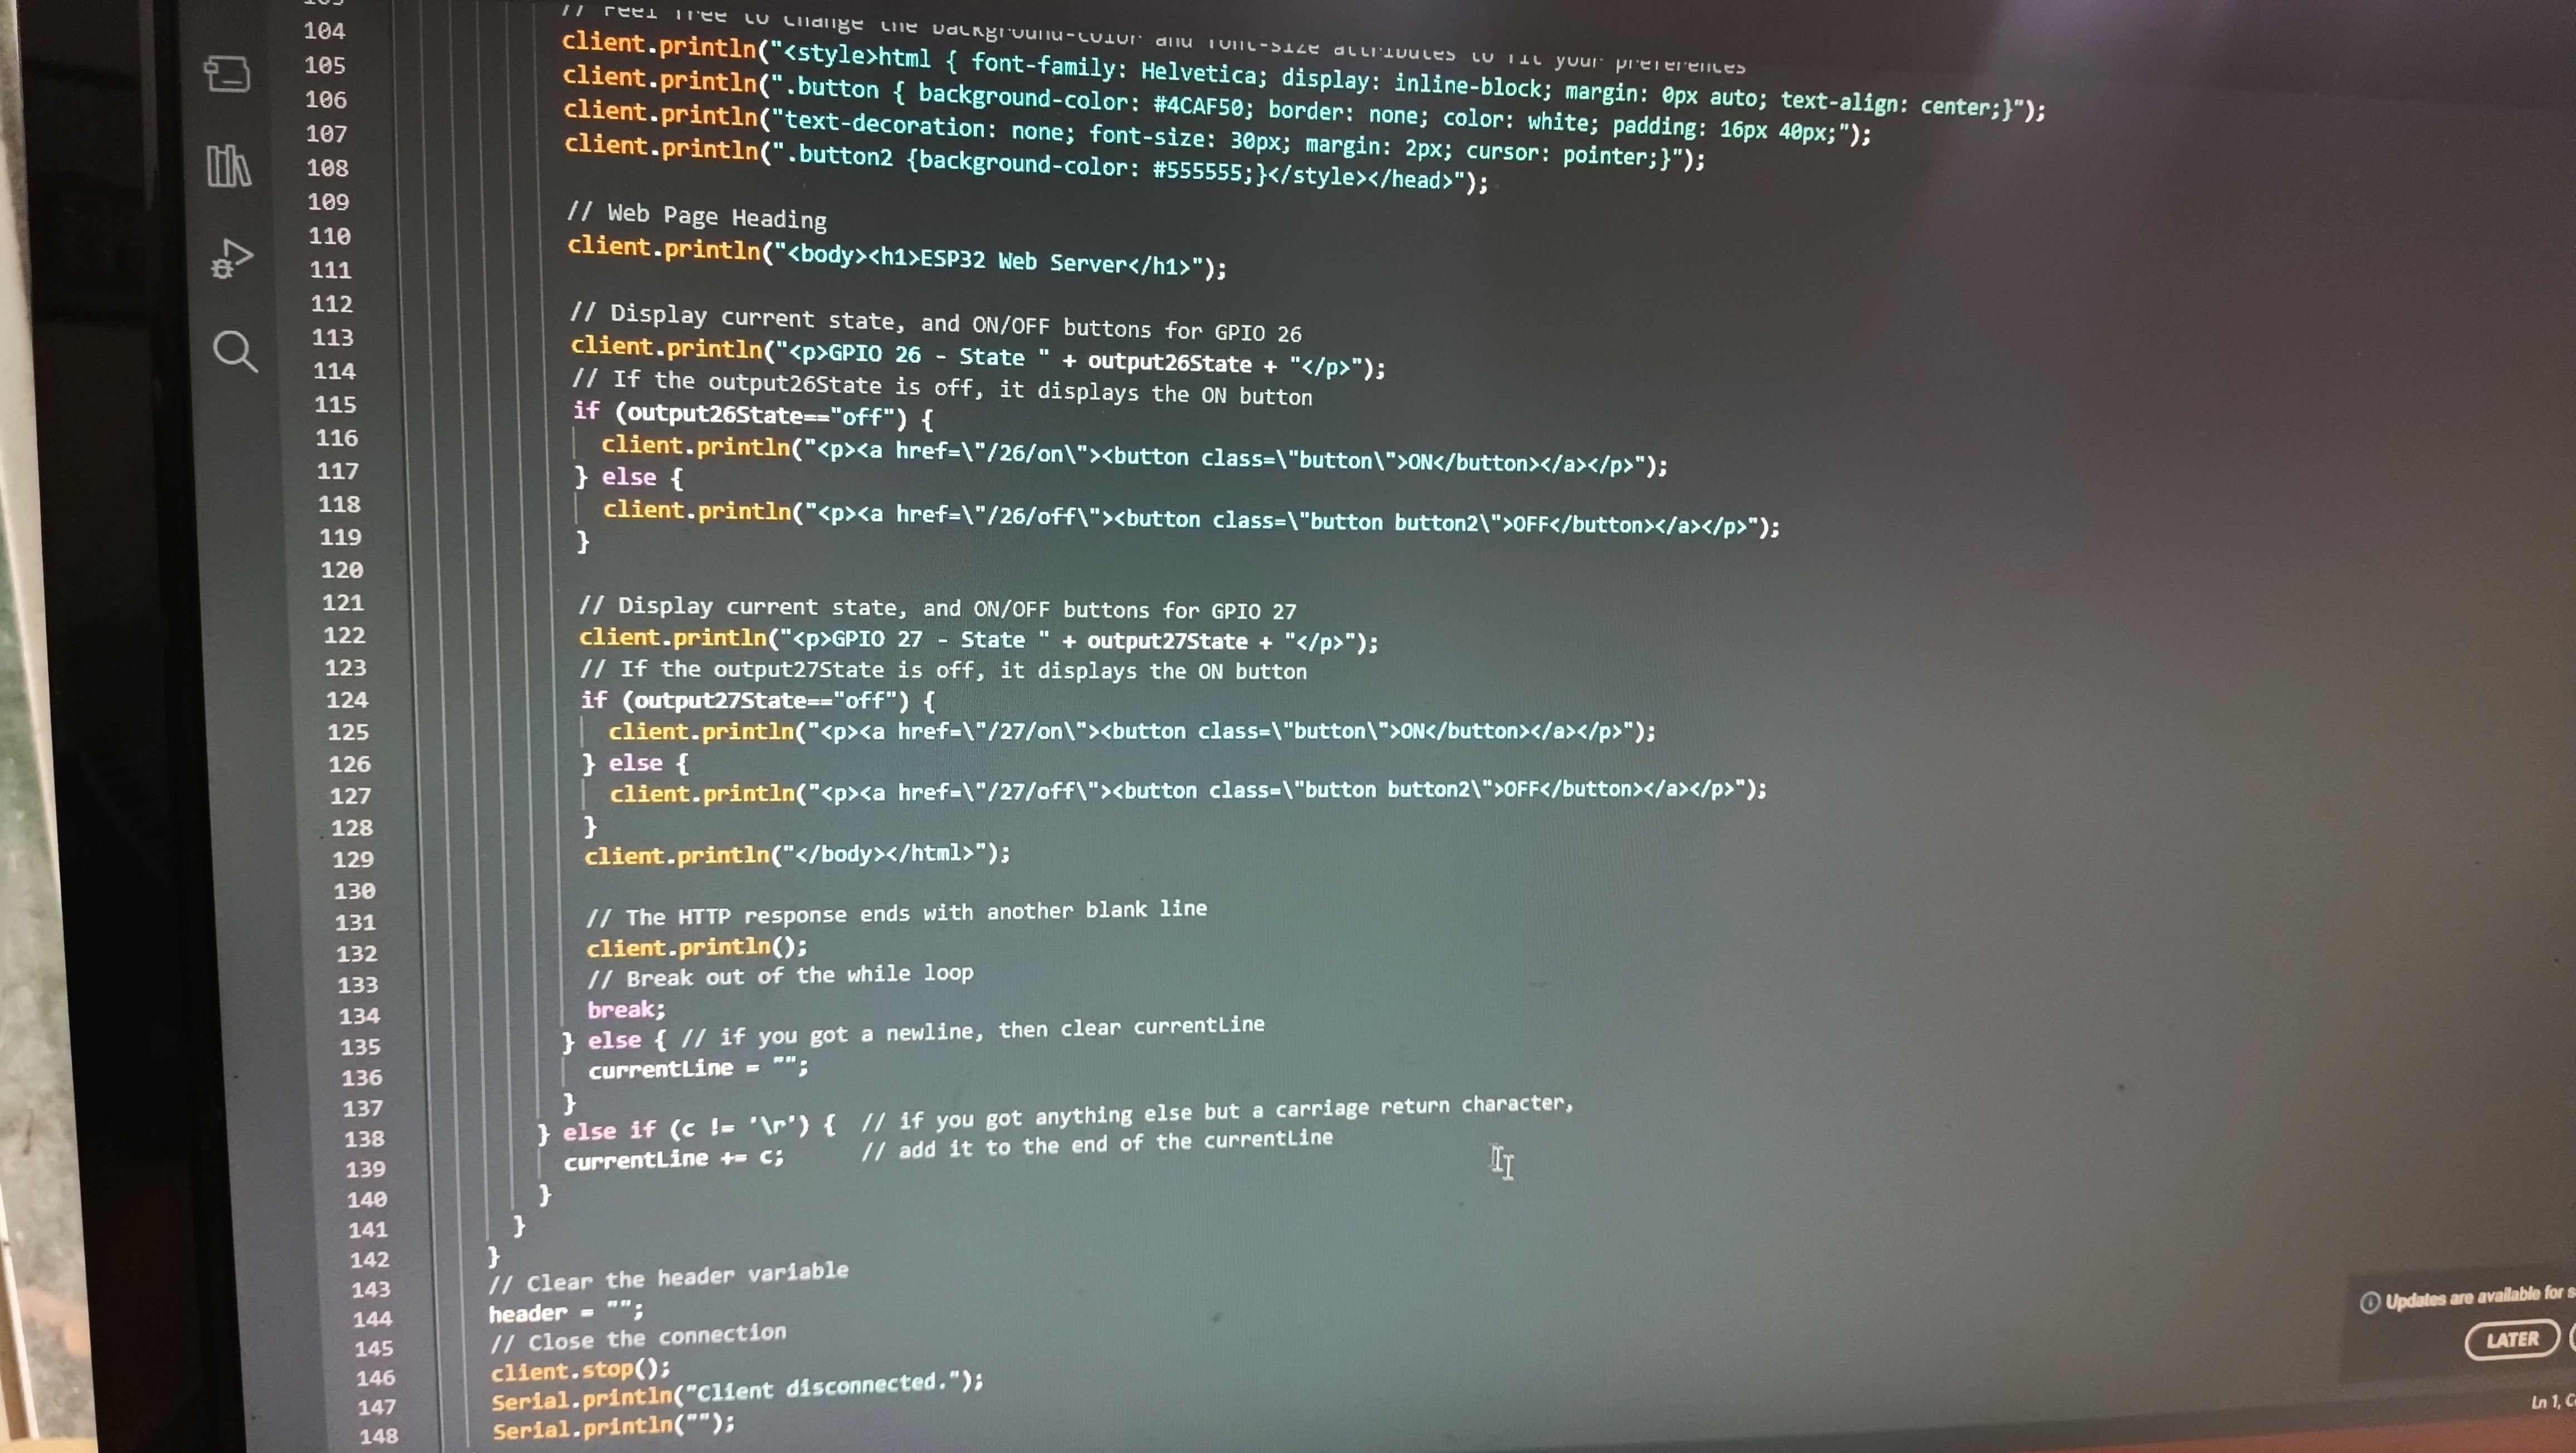 104 // Feel free to change the background-color and font-size attributes to fit your preferences
105 client.println("<style>html { font-family: Helvetica; display: inline-block; margin: 0px auto; text-align: center;}");
106 client.println(".button { background-color: #4CAF50; border: none; color: white; padding: 16px 40px;");
107 client.println("text-decoration: none; font-size: 30px; margin: 2px; cursor: pointer;}");
108 client.println(".button2 {background-color: #555555;}</style></head>");
109
110 // Web Page Heading
111 client.println("<body><h1>ESP32 Web Server</h1>");
112
113 // Display current state, and ON/OFF buttons for GPIO 26
114 client.println("<p>GPIO 26 - State " + output26State + "</p>");
115 // If the output26State is off, it displays the ON button
116 if (output26State=="off") {
117 client.println("<p><a href=\"/26/on\"><button class=\"button\">ON</button></a></p>");
118 } else {
119 client.println("<p><a href=\"/26/off\"><button class=\"button button2\">OFF</button></a></p>");
120 }
121
122 // Display current state, and ON/OFF buttons for GPIO 27
123 client.println("<p>GPIO 27 - State " + output27State + "</p>");
124 // If the output27State is off, it displays the ON button
125 if (output27State=="off") {
126 client.println("<p><a href=\"/27/on\"><button class=\"button\">ON</button></a></p>");
127 } else {
128 client.println("<p><a href=\"/27/off\"><button class=\"button button2\">OFF</button></a></p>");
129 }
130 client.println("</body></html>");
131
132 // The HTTP response ends with another blank line
133 client.println();
134 // Break out of the while loop
135 break;
136 } else { // if you got a newline, then clear currentLine
137 currentLine = "";
138 }
139 } else if (c != '\r') { // if you got anything else but a carriage return character,
140 currentLine += c; // add it to the end of the currentLine
141 }
142 }
143 }
144 // Clear the header variable
145 header = "";
146 // Close the connection
147 client.stop();
148 Serial.println("Client disconnected.");
Serial.println("");
Updates are available for
LATER
Ln 1,